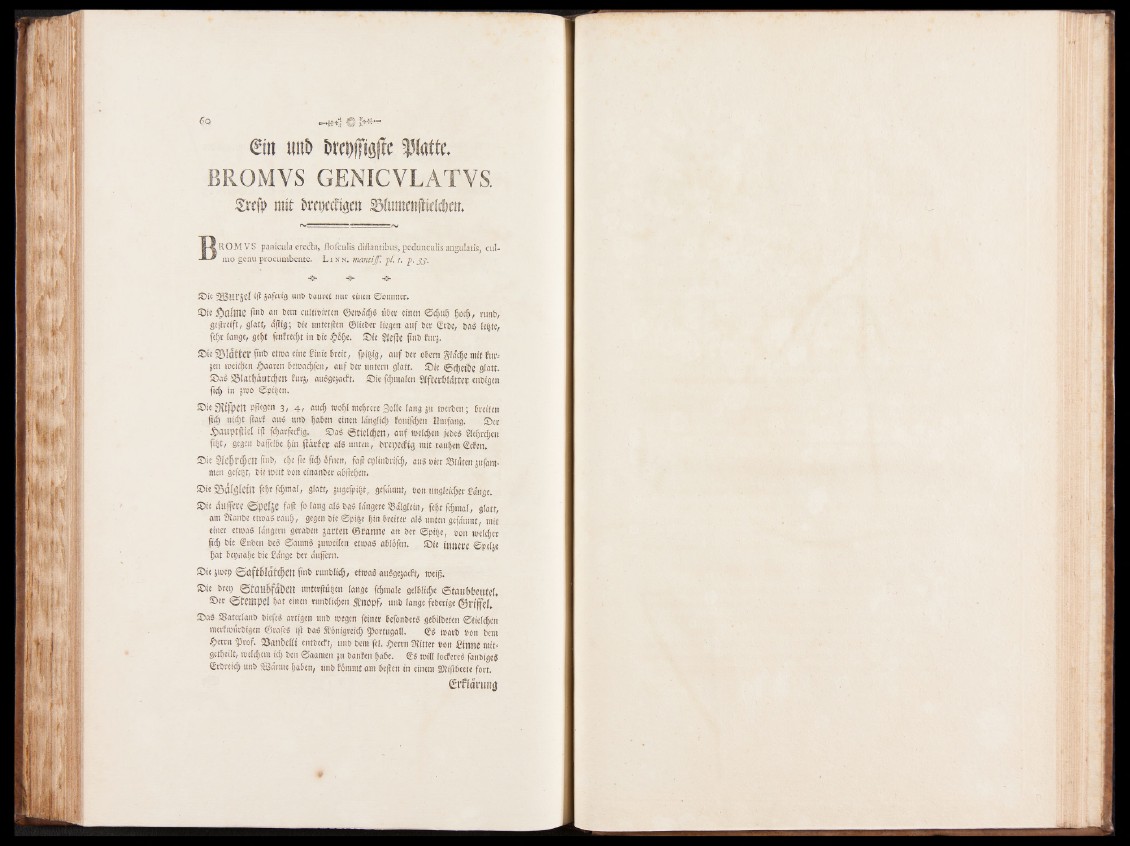 60
Ein und dreyssigste Platte.
BROMVS GENICVLATVS.
Tresp mit dreyeckigen Blumenstielchen.
BROMVS panicula erecta, flosculis distantibus, pedunculis angulatis, cul-
mo genu procumbente. LINN. mantiss. pl. 1. p. 33.
Die Wurzel ist zaserig und dauret nur einen Sommer.
Die Halme sind an dem cultivirten Gewächs über einen Schuh hoch, rund,
gestreift, glatt, ästig; die untersten Glieder liegen auf der Erde, das letzte,
sehr lange, geht senkrecht in die Höhe. Die Aeste sind kurz.
Die Blätter sind etwa eine Linie breit, spitzig, auf der obern Fläche mit kur-
zen weichen Haaren bewachsen, auf der untern glatt. Die Scheide glatt.
Das Blathäutchen kurz, ausgezackt. Die schmalen Afterblätter endigen
sich in zwo Spitzen.
Die Rispen pflegen 3, 4, auch wohl mehrere Zolle lang zu werden; breiten
sich nicht stark aus und haben einen länglich konischen Umfang. Der
Hauptstiel ist scharfeckig. Das Stielchen, auf welchen jedes Aehrchen
sitzt, gegen dasselbe hin stärker als unten, dreyeckig mit rauhen Ecken.
Die Aehrchen sind, ehe sie sich öfnen, fast cylindrisch, aus vier Blüten zusam-
men gesetzt, die weit von einander abstehen.
Die Bälglein sehr schmal, glatt, zugespitzt, gesäumt, von ungleicher Länge.
Die äussere Spelze fast so lang als das längere Bälglein, sehr schmal, glatt,
am Rande etwas rauh, gegen die Spitze hin breiter als unten gesäumt, mit
einer etwas längern geraden zarten Granne an der Spitze, von welcher
sich die Enden des Saums zuweilen etwas ablösen. Die innere Spelze
hat beynahe die Länge der äussern.
Die zwey Saftblätchen sind rundlich, etwas ausgezackt, weiß.
Die drey Staubfäden unterstützen lange schmale gelbliche Staubbeutel.
Der Stempel hat einen rundlichen Knopf, und lange federige Griffel.
Das Vaterland dieses artigen und wegen seiner besonders gebildeten Stielchen
merkwürdigen Grases ist das Königreich Portugall. Es ward von dem
Herrn Prof. Vandelli entdeckt, und dem sel. Herrn Ritter von Linne mit-
getheilt, welchem ich den Saamen zu danken habe. Es will lockeres sandiges
Erdreich und Wärme haben, und kömmt am besten in einem Mistbeete fort.
Erklärung